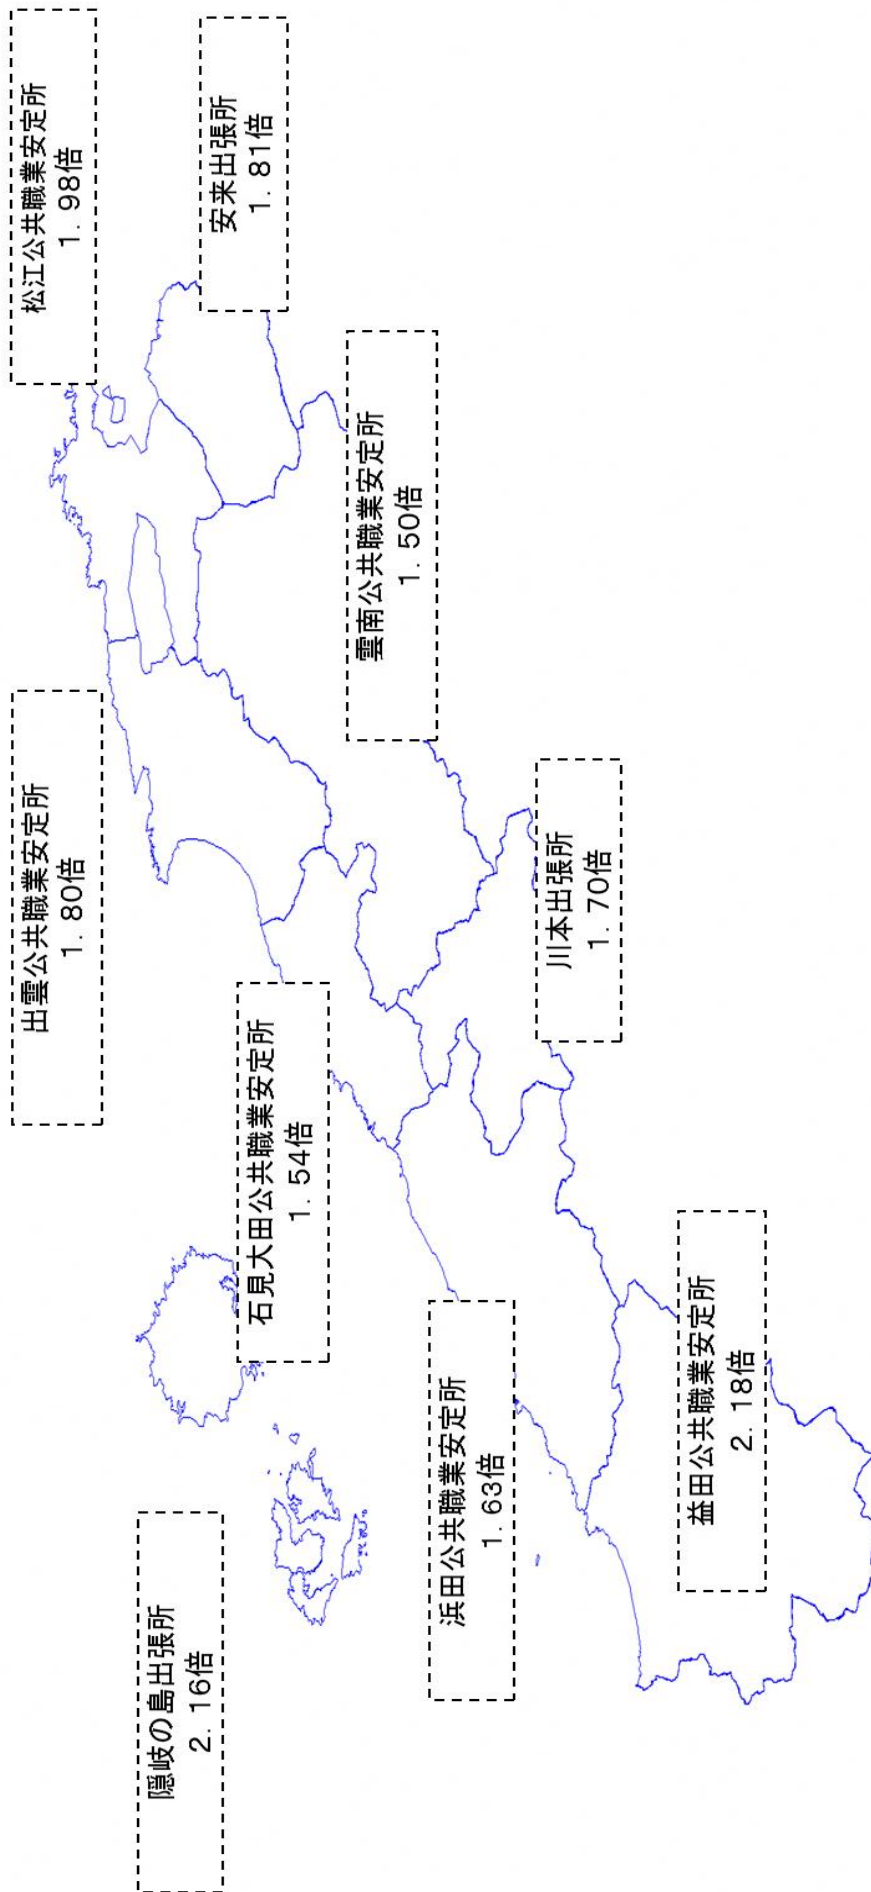 松江公共職業安定所
1．98倍
安来出張所
1．81倍
出雲公共職業安定所
1．80倍
雲南公共職業安定所
1．50倍
石見大田公共職業安定所
1．54倍
川本出張所
1．70倍
浜田公共職業安定所
1．63倍
益田公共職業安定所
2．18倍
隠岐の島出張所
2．16倍